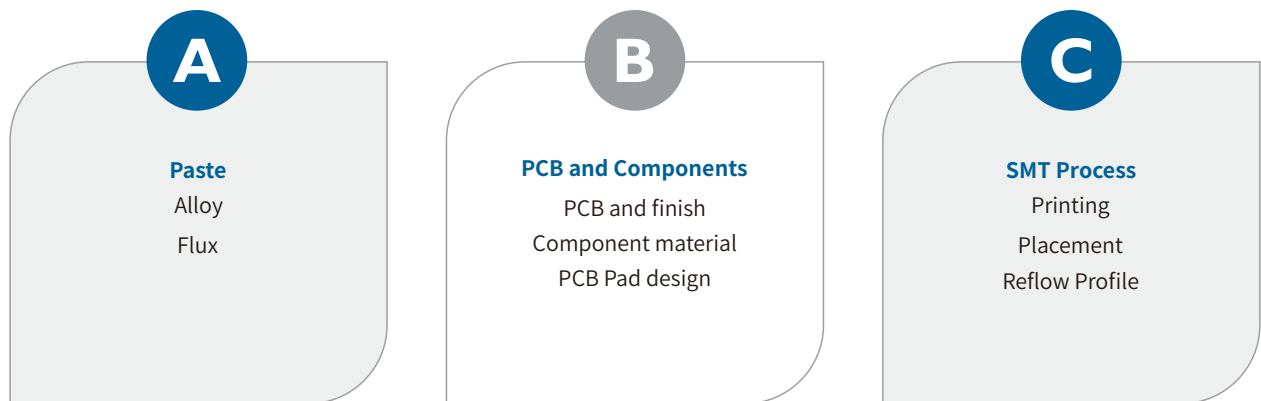 A
Paste
Alloy
Flux
B
PCB and Components
PCB and finish
Component material
PCB Pad design
C
SMT Process
Printing
Placement
Reflow Profile